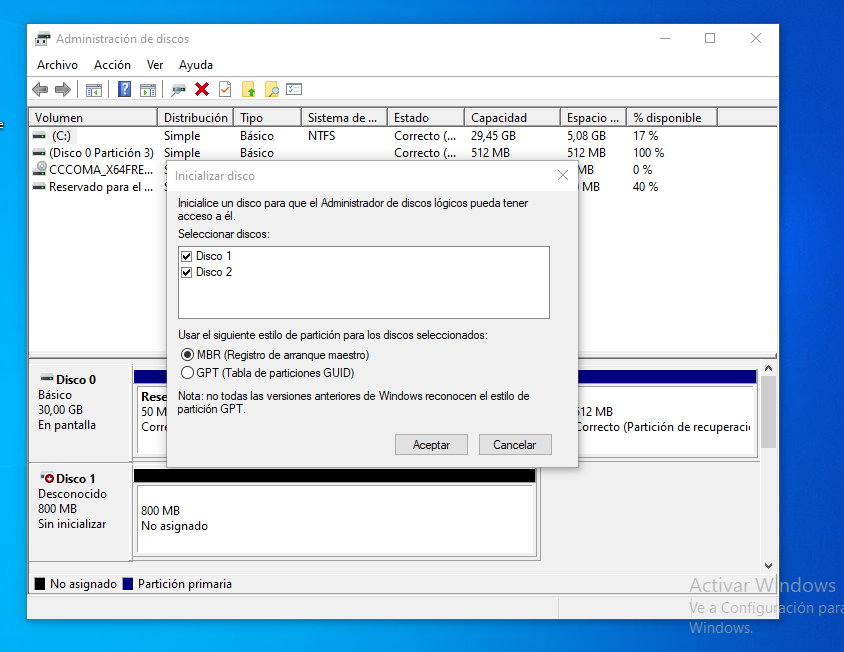 Administración de discos
Archivo Acción Ver Ayuda
Volumen Distribución Tipo Sistema de ... Estado Capacidad Espacio ... % disponible
(C:) Simple Básico NTFS Correcto (... 29,45 GB 5,08 GB 17 %
(Disco 0 Partición 3) Simple Básico Correcto (... 512 MB 512 MB 100 %
CCCOMA_X64FRE... MB 0 %
Reservado para el ... MB 40 %
Inicializar disco
Inicialice un disco para que el Administrador de discos lógicos pueda tener
acceso a él.
Seleccionar discos:
Disco 1
Disco 2
Usar el siguiente estilo de partición para los discos seleccionados:
MBR (Registro de arranque maestro)
GPT (Tabla de particiones GUID)
Nota: no todas las versiones anteriores de Windows reconocen el estilo de
partición GPT.
Aceptar Cancelar
Disco 0
Básico
30,00 GB
En pantalla
Rese
50 M
Corre
512 MB
Correcto (Partición de recuperació
Disco 1
Desconocido
800 MB
Sin inicializar
800 MB
No asignado
No asignado Partición primaria
Activar Windows
Ve a Configuración para
Windows.